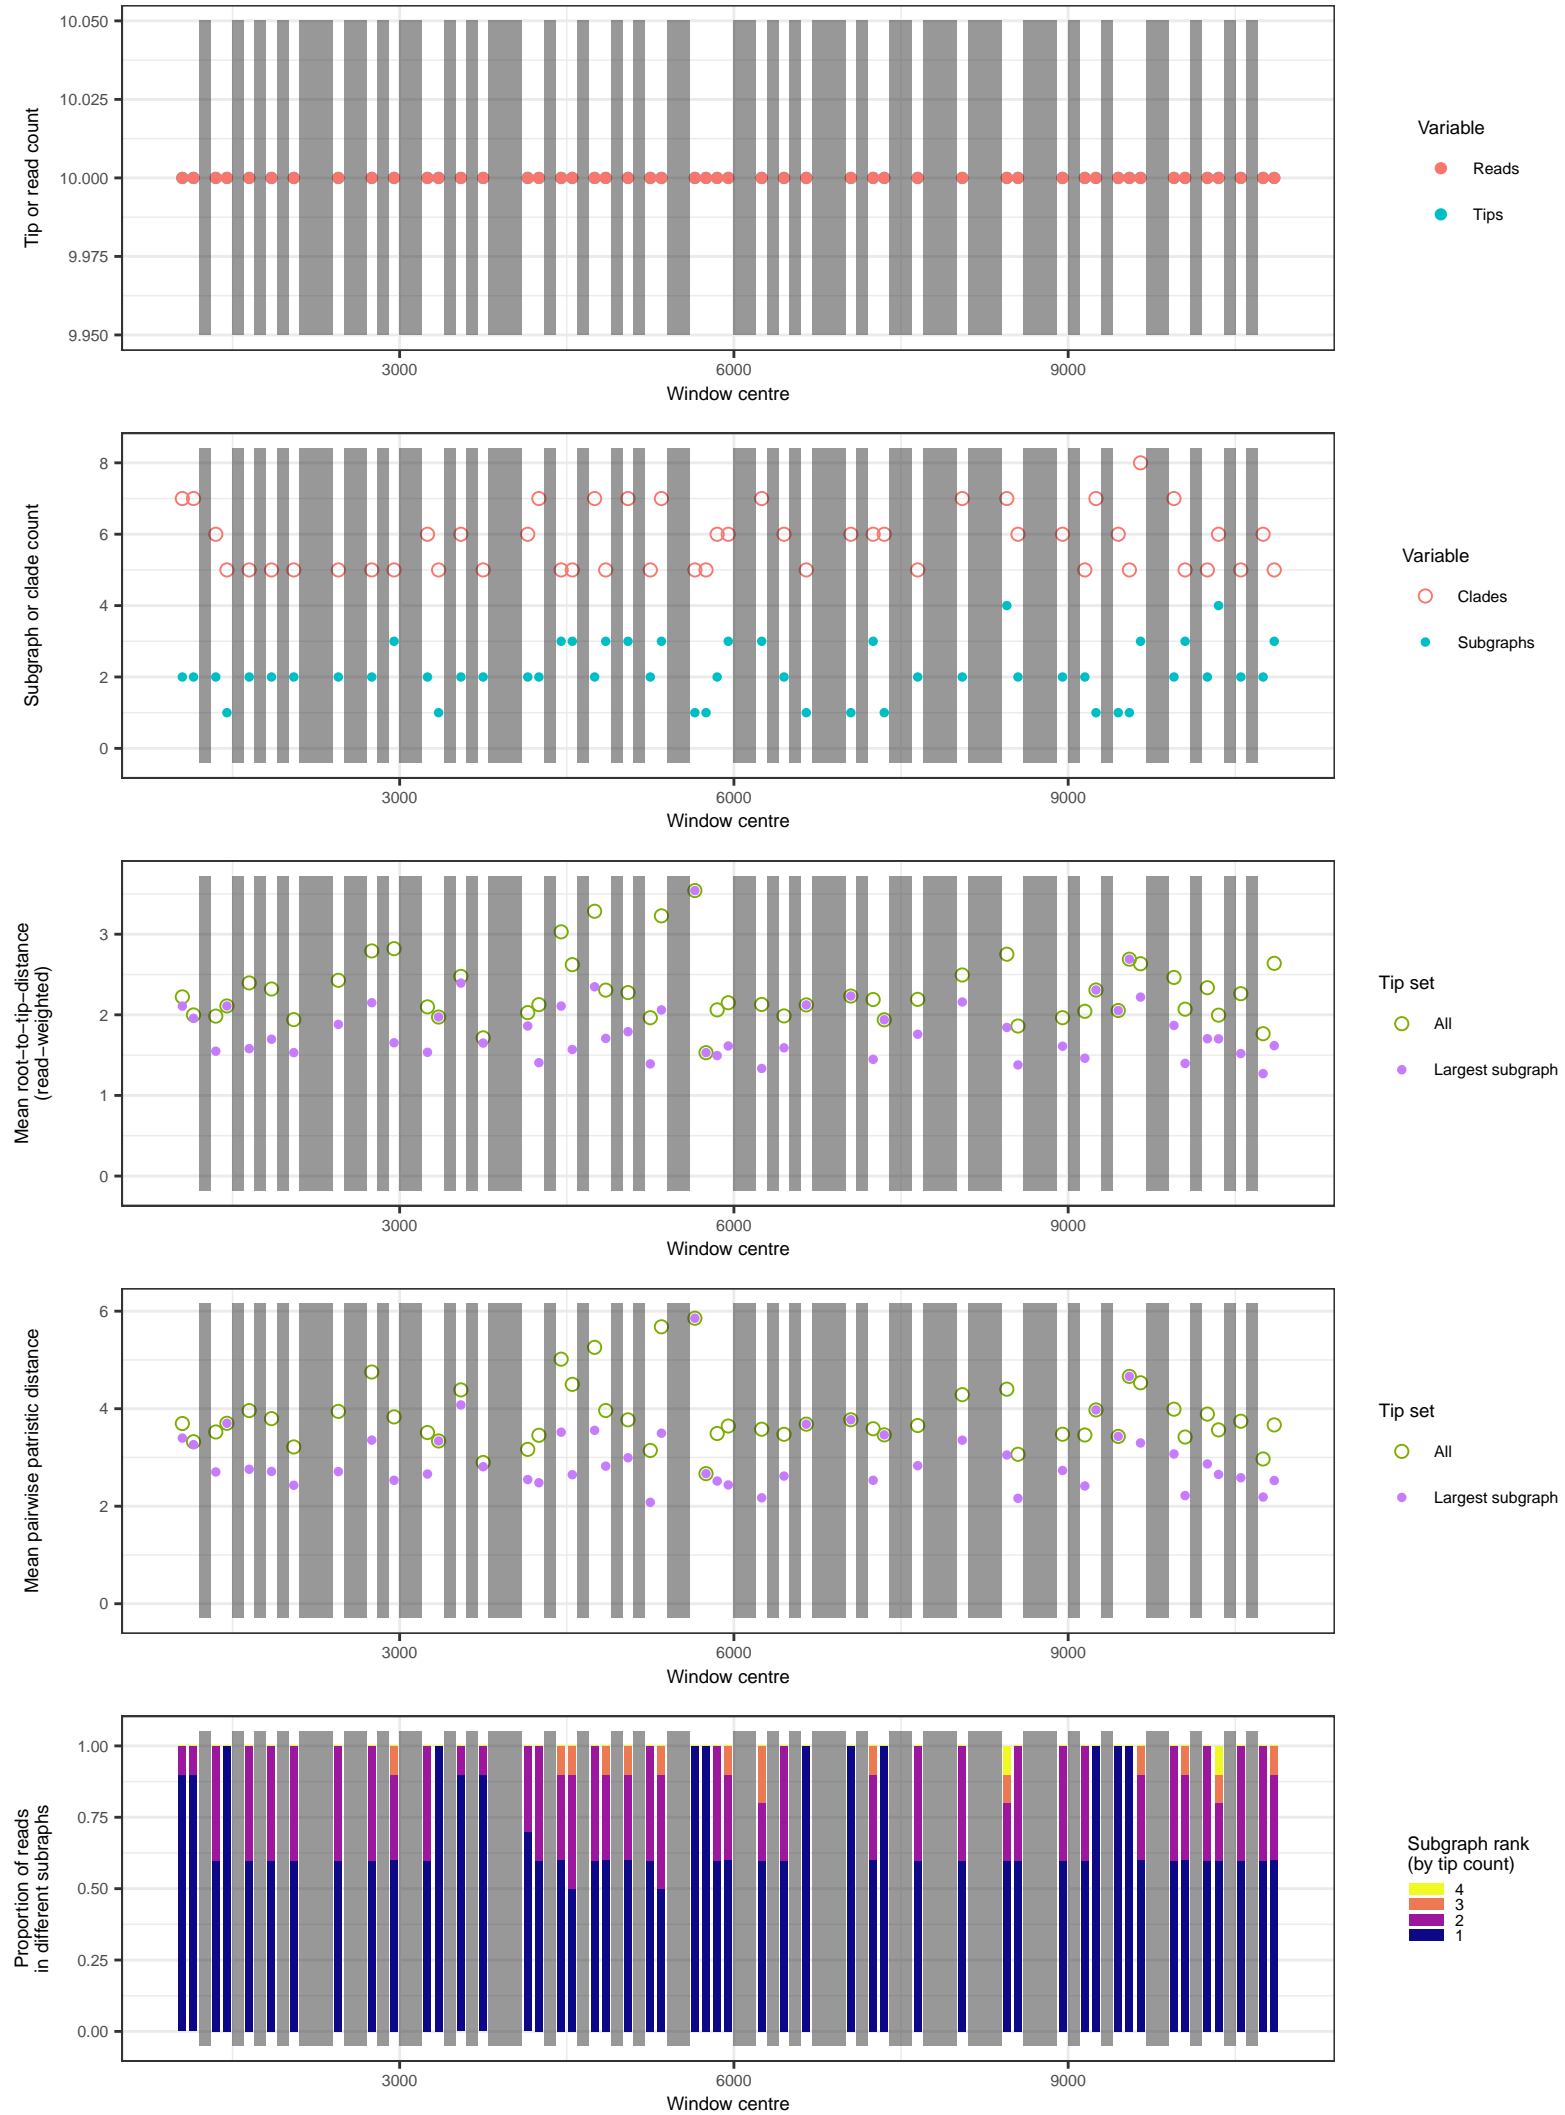 10.050
10.025
10.000
9.975
9.950
Tip or read count
3000 6000 9000
Window centre
Variable
Reads
Tips
8
6
4
2
0
Subgraph or clade count
3000 6000 9000
Window centre
Variable
Clades
Subgraphs
3
2
1
0
Mean root−to−tip−distance
(read−weighted)
3000 6000 9000
Window centre
Tip set
All
Largest subgraph
6
4
2
0
Mean pairwise patristic distance
3000 6000 9000
Window centre
Tip set
All
Largest subgraph
1.00
0.75
0.50
0.25
0.00
Proportion of reads
in different subraphs
3000 6000 9000
Window centre
Subgraph rank
(by tip count)
4
3
2
1